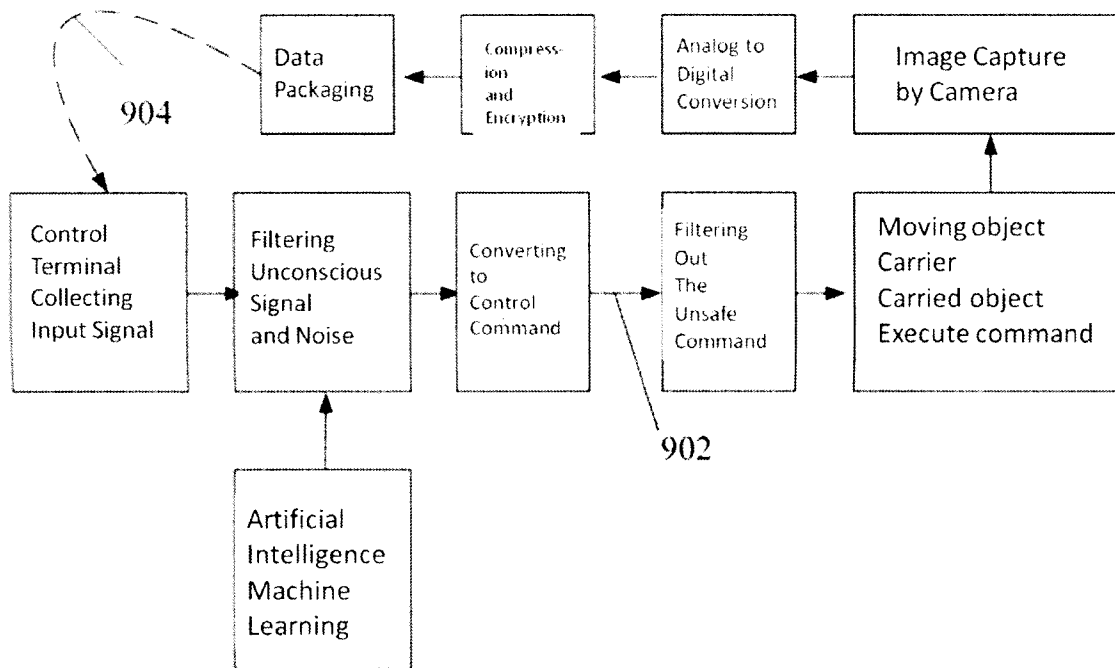 Data
Packaging
Compress-
ion
and
Encryption
Analog to
Digital
Conversion
Image Capture
by Camera
904
Control
Terminal
Collecting
Input Signal
Filtering
Unconscious
Signal
and Noise
Converting
to
Control
Command
Filtering
Out
The
Unsafe
Command
Moving object
Carrier
Carried object
Execute command
902
Artificial
Intelligence
Machine
Learning